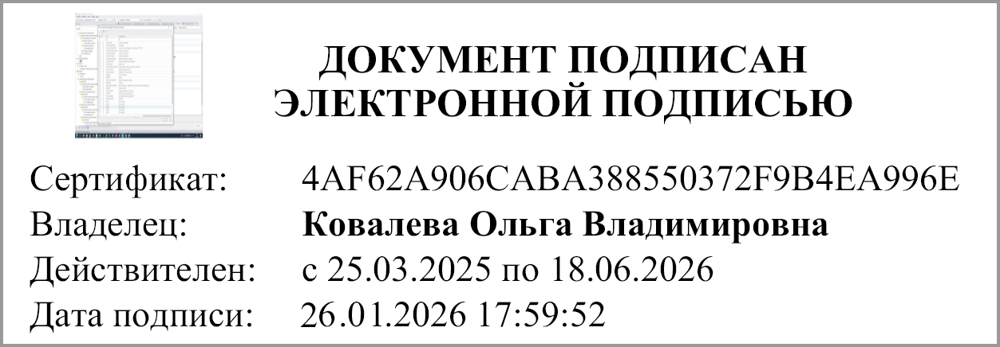 ДОКУМЕНТ ПОДПИСАН
ЭЛЕКТРОННОЙ ПОДПИСЬЮ
Сертификат: 4AF62A906CABA388550372F9B4EA996E
Владелец: Ковалева Ольга Владимировна
Действителен: с 25.03.2025 по 18.06.2026
Дата подписи: 26.01.2026 17:59:52